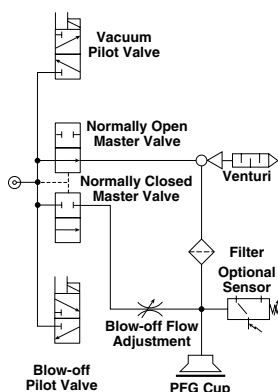 Vacuum
Pilot Valve
Normally Open
Master Valve
Venturi
Normally Closed
Master Valve
Filter
Optional
Sensor
Blow-off Flow
Adjustment
Blow-off
Pilot Valve
PFG Cup